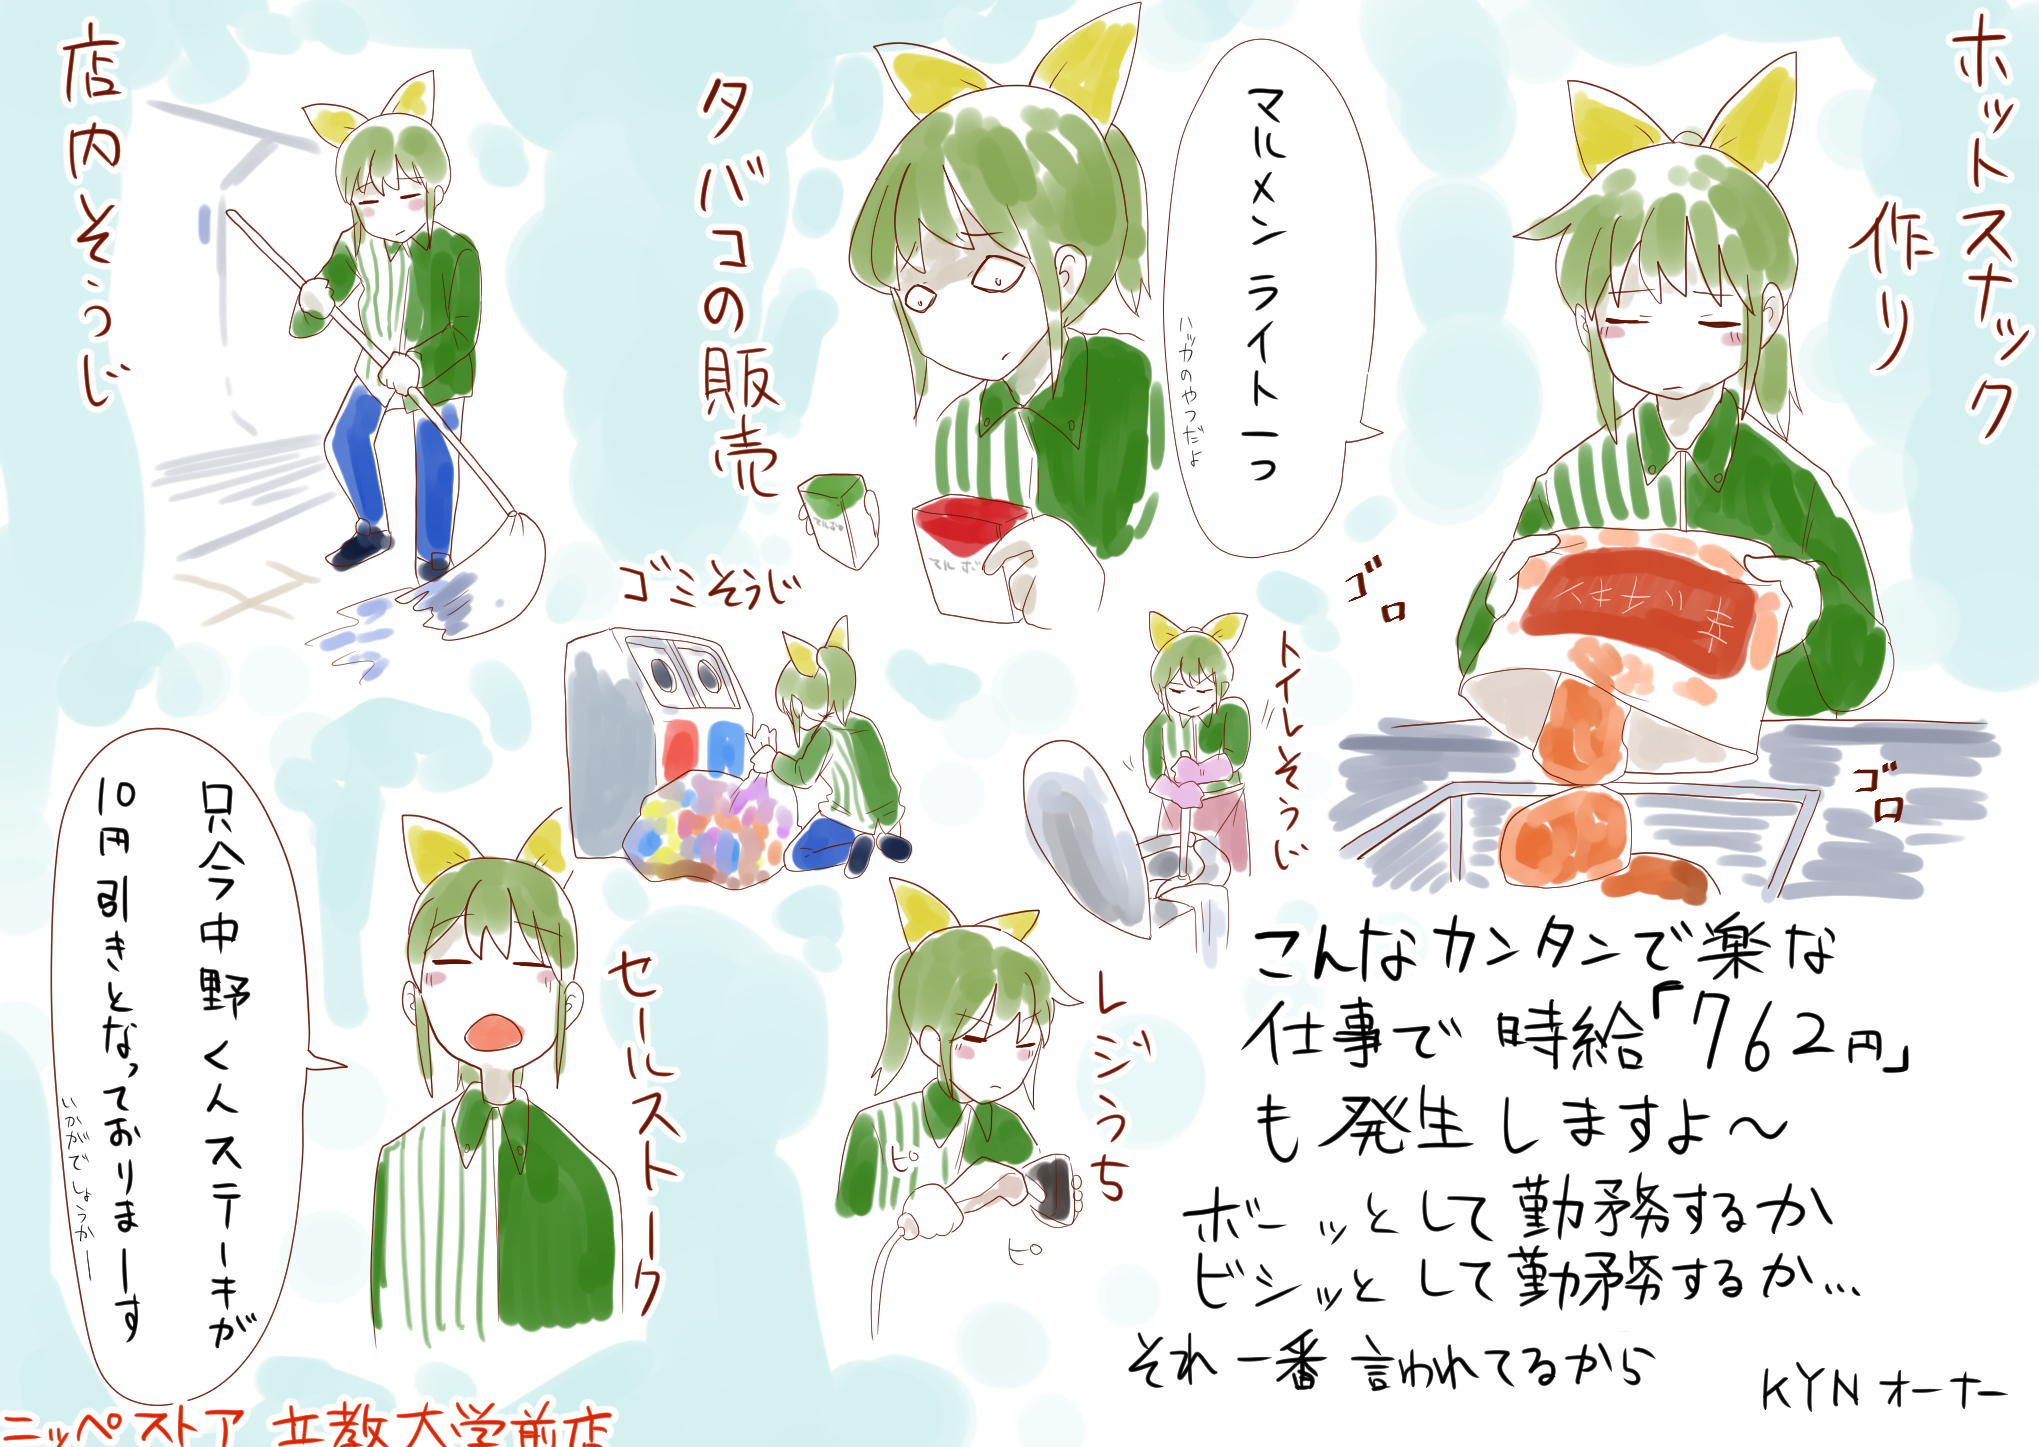 ホットスナック
作り
マルメンライト一つ
ハッカのやつだよ
タバコの販売
マルボロ
店内そうじ
ゴロ
ゴロ
ゴミそうじ
トイレそうじ
セールストーク
只今中野くんステーキが
10円引きとなっておりまーす
いかがでしょうかー
レジうち
ピ
ピ
こんなカンタンで楽な
仕事で時給「762円」
も発生しますよ〜
ボーッとして勤務するか
ビシッとして勤務するか...
それ一番言われてるから
KYNオーナー
ニッペストア 立教大学前店